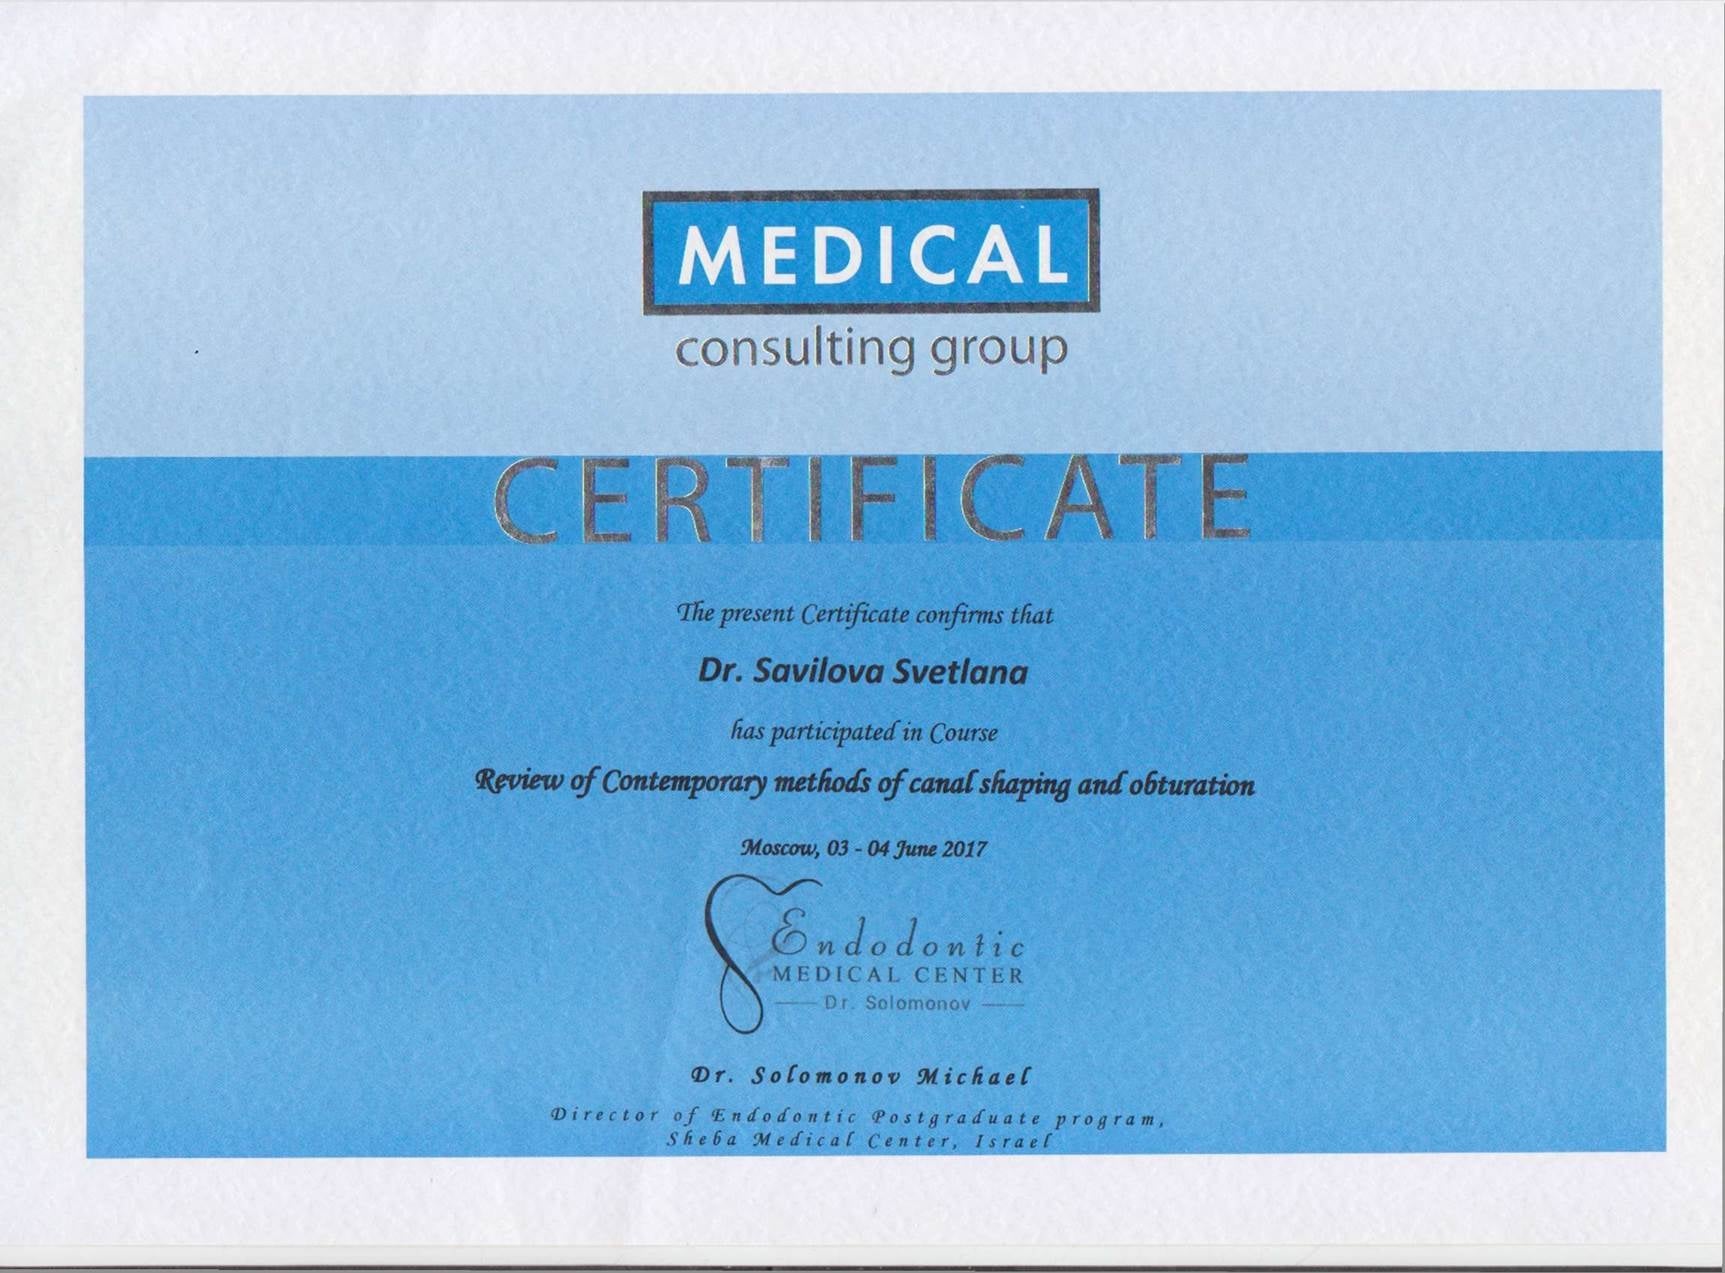 MEDICAL
consulting group
CERTIFICATE
The present Certificate confirms that
Dr. Savilova Svetlana
has participated in Course
Review of Contemporary methods of canal shaping and obturation
Moscow, 03 - 04 June 2017
Endodontic
MEDICAL CENTER
Dr. Solomonov
Dr. Solomonov Michael
Director of Endodontic Postgraduate program,
Sheba Medical Center, Israel